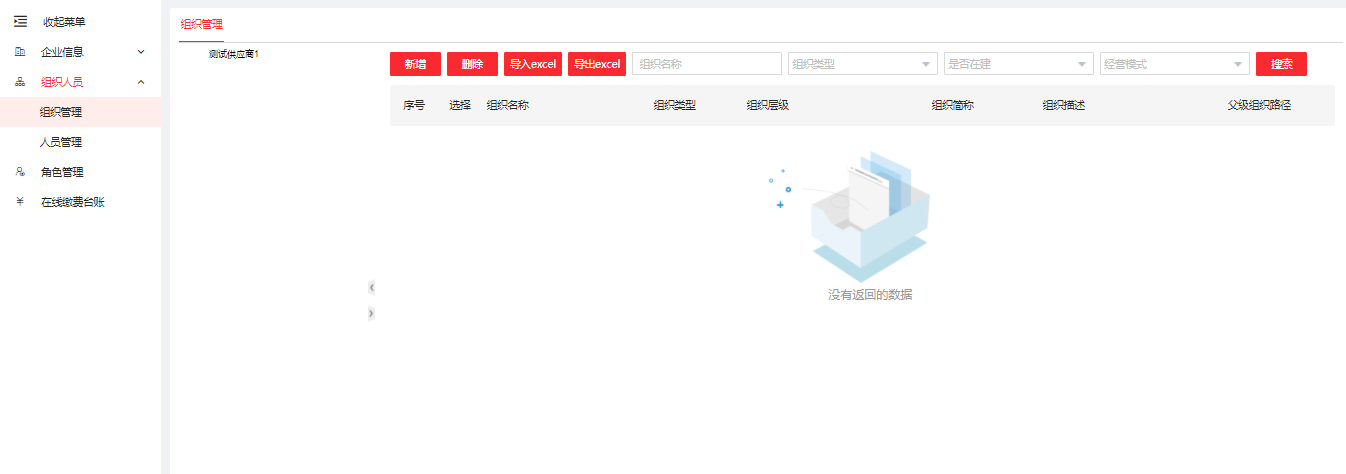 收起菜单
企业信息
组织人员
组织管理
人员管理
角色管理
在线缴费台账
组织管理
测试供应商1
新增 删除 导入excel 导出excel 组织名称 组织类型 是否在建 经营模式 搜索
序号 选择 组织名称 组织类型 组织层级 组织简称 组织描述 父级组织路径
没有返回的数据